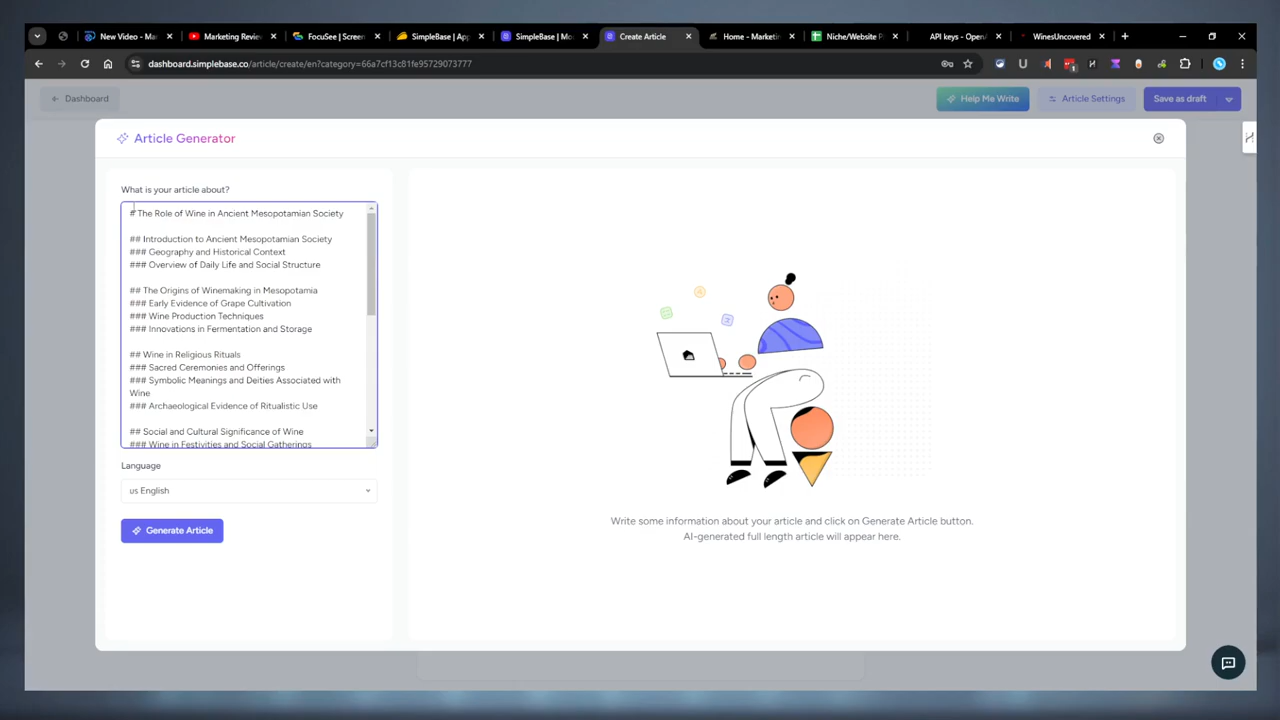 New Video - M
Marketing Revie
FocuSee | Screen
SimpleBase | App
SimpleBase | Mo
Create Article
Home - Marketin
Niche/Website P
API keys - OpenA
WinesUncovered
dashboard.simplebase.co/article/create/en?category=66a7cf13c81fe95729073777
Dashboard
Help Me Write
Article Settings
Save as draft
Article Generator
What is your article about?
# The Role of Wine in Ancient Mesopotamian Society
## Introduction to Ancient Mesopotamian Society
### Geography and Historical Context
### Overview of Daily Life and Social Structure
## The Origins of Winemaking in Mesopotamia
### Early Evidence of Grape Cultivation
### Wine Production Techniques
### Innovations in Fermentation and Storage
## Wine in Religious Rituals
### Sacred Ceremonies and Offerings
### Symbolic Meanings and Deities Associated with
Wine
### Archaeological Evidence of Ritualistic Use
## Social and Cultural Significance of Wine
### Wine in Festivities and Social Gatherings
Language
us English
Generate Article
Write some information about your article and click on Generate Article button.
AI-generated full length article will appear here.